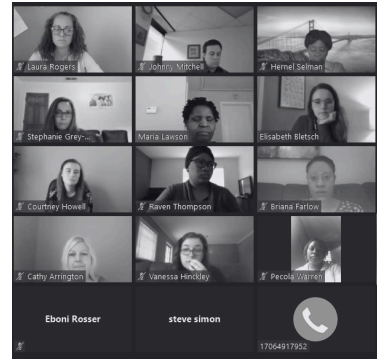 Laura Rogers
Johnny Mitchell
Hernel Selman
Stephanie Grey-...
Maria Lawson
Elisabeth Bletsch
Courtney Howell
Raven Thompson
Briana Farlow
Cathy Arrington
Vanessa Hinckley
Pecola Warren
Eboni Rosser
steve simon
17064917952